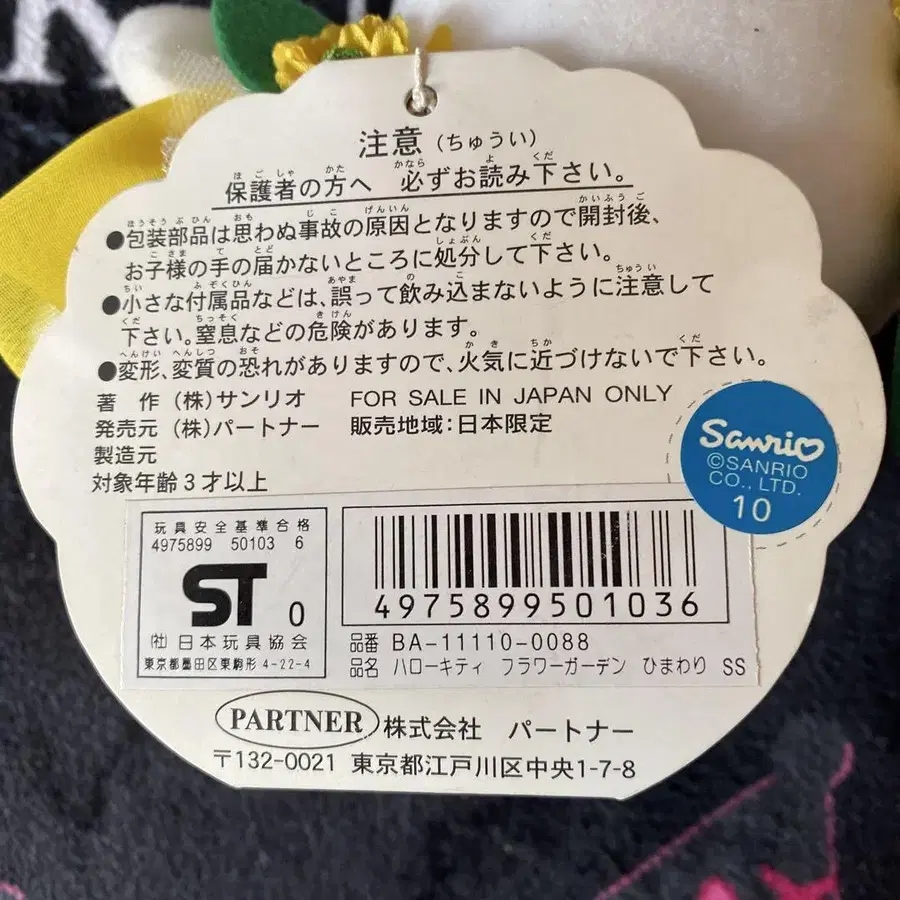 注意（ちゅうい）
保護者の方へ 必ずお読み下さい。
●包装部品は思わぬ事故の原因となりますので開封後、
お子様の手の届かないところに処分して下さい。
●小さな付属品などは、誤って飲み込まないように注意して
下さい。窒息などの危険があります。
●変形、変質の恐れがありますので、火気に近づけないで下さい。
著 作 （株）サンリオ FOR SALE IN JAPAN ONLY
発売元 （株）パートナー 販売地域：日本限定
製造元
対象年齢3才以上
Sanrio
©SANRIO
CO., LTD.
10
玩具安全基準合格
4975899 50103 6
ST 0
㈳日本玩具協会
東京都墨田区東駒形 4-22-4
4975899501036
品番 BA-11110-0088
品名 ハローキティ フラワーガーデン ひまわり SS
PARTNER 株式会社 パートナー
〒132-0021 東京都江戸川区中央1-7-8